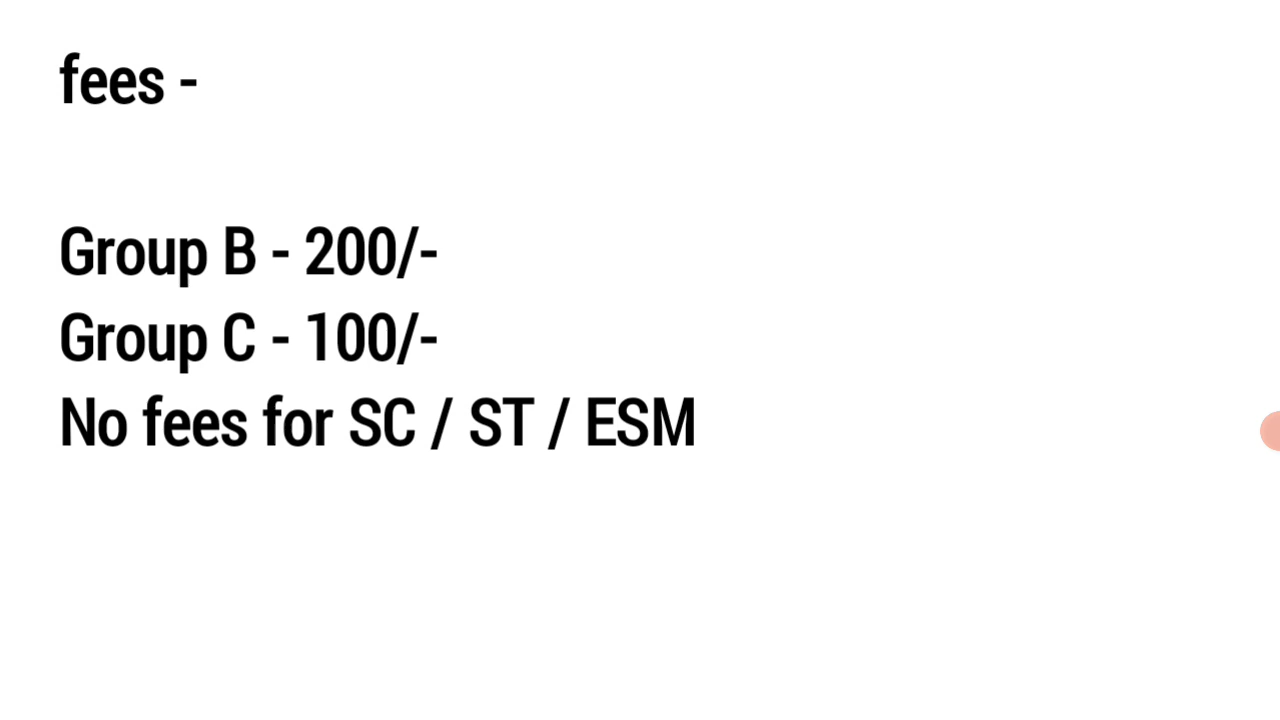 fees -
Group B - 200/-
Group C - 100/-
No fees for SC / ST / ESM